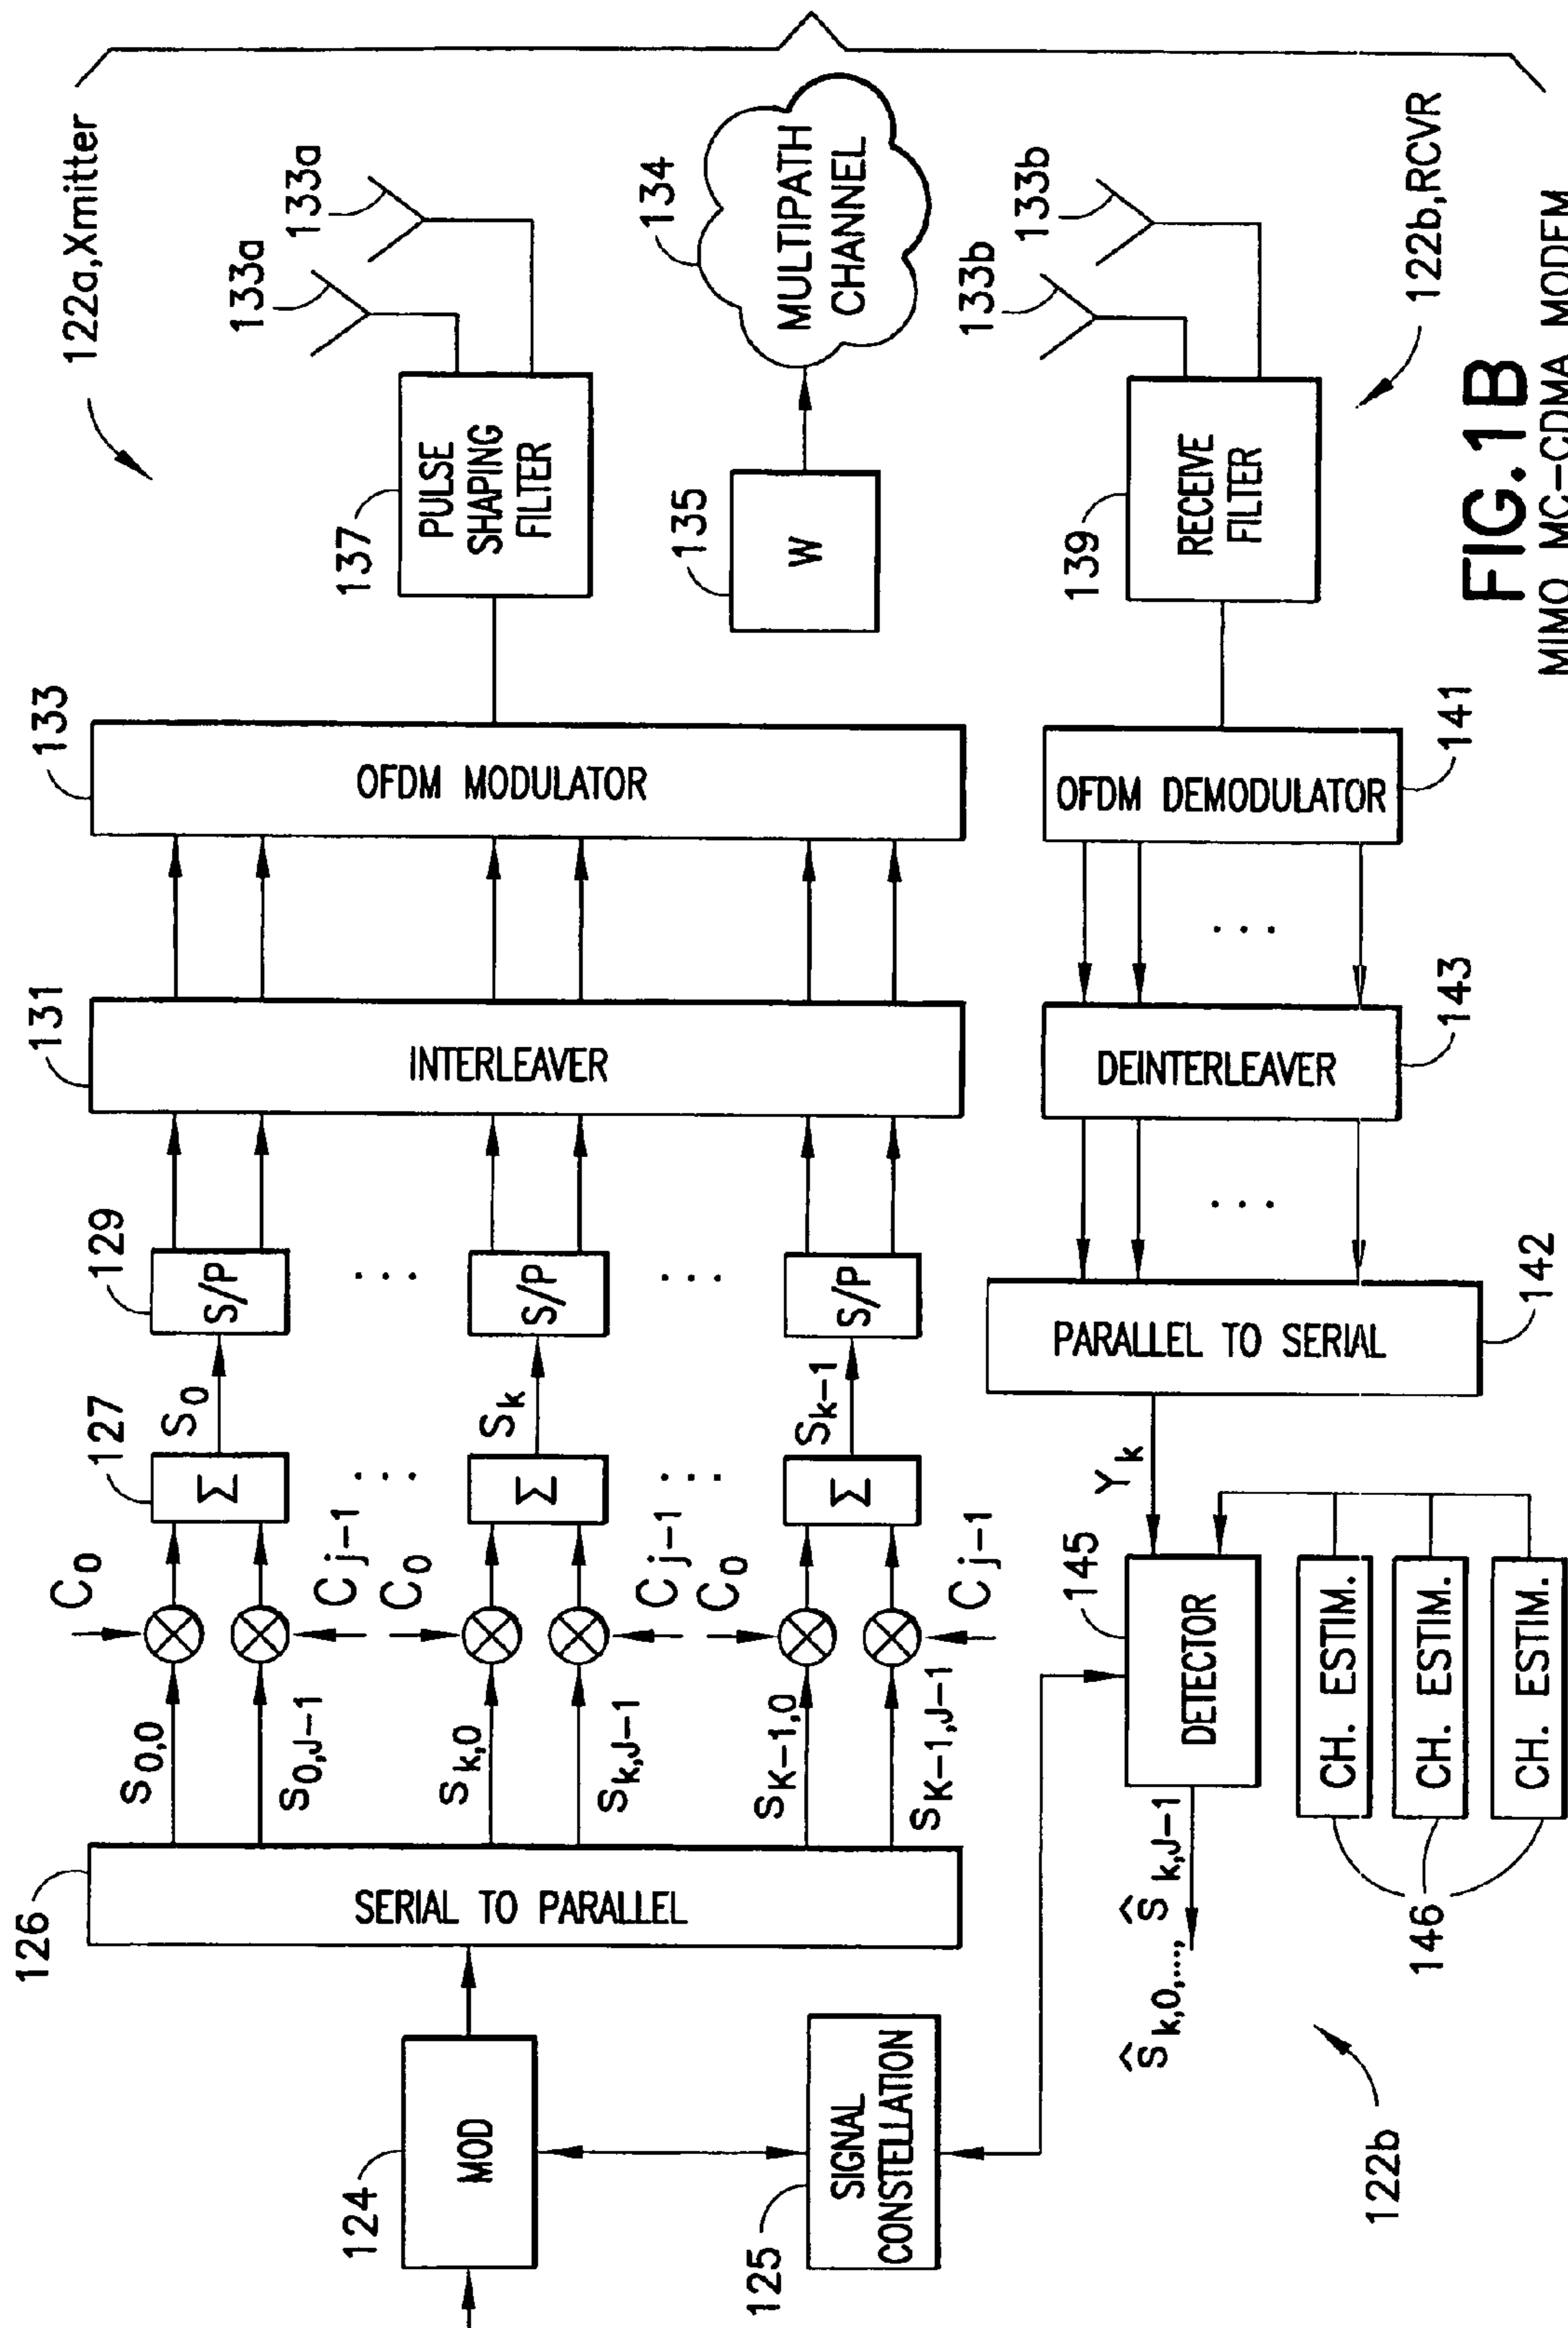 122a,Xmitter
126
127
129
131
133
137
133a
133a
C0
S0,0
Σ
S0
S/P
S0,J-1
Cj-1
...
...
124
MOD
SERIAL TO PARALLEL
C0
Sk,0
Σ
Sk
S/P
INTERLEAVER
OFDM MODULATOR
PULSE
SHAPING
FILTER
Sk,J-1
Cj-1
...
...
C0
SK-1,0
Σ
Sk-1
S/P
SK-1,J-1
Cj-1
125
SIGNAL
CONSTELLATION
135
W
134
MULTIPATH
CHANNEL
ŝk,0,...,ŝk,J-1
145
DETECTOR
Yk
PARALLEL TO SERIAL
142
...
DEINTERLEAVER
143
...
OFDM DEMODULATOR
141
139
RECEIVE
FILTER
133b
133b
146
CH. ESTIM.
CH. ESTIM.
CH. ESTIM.
122b
122b,RCVR
FIG.1B
MIMO MC-CDMA MODEM